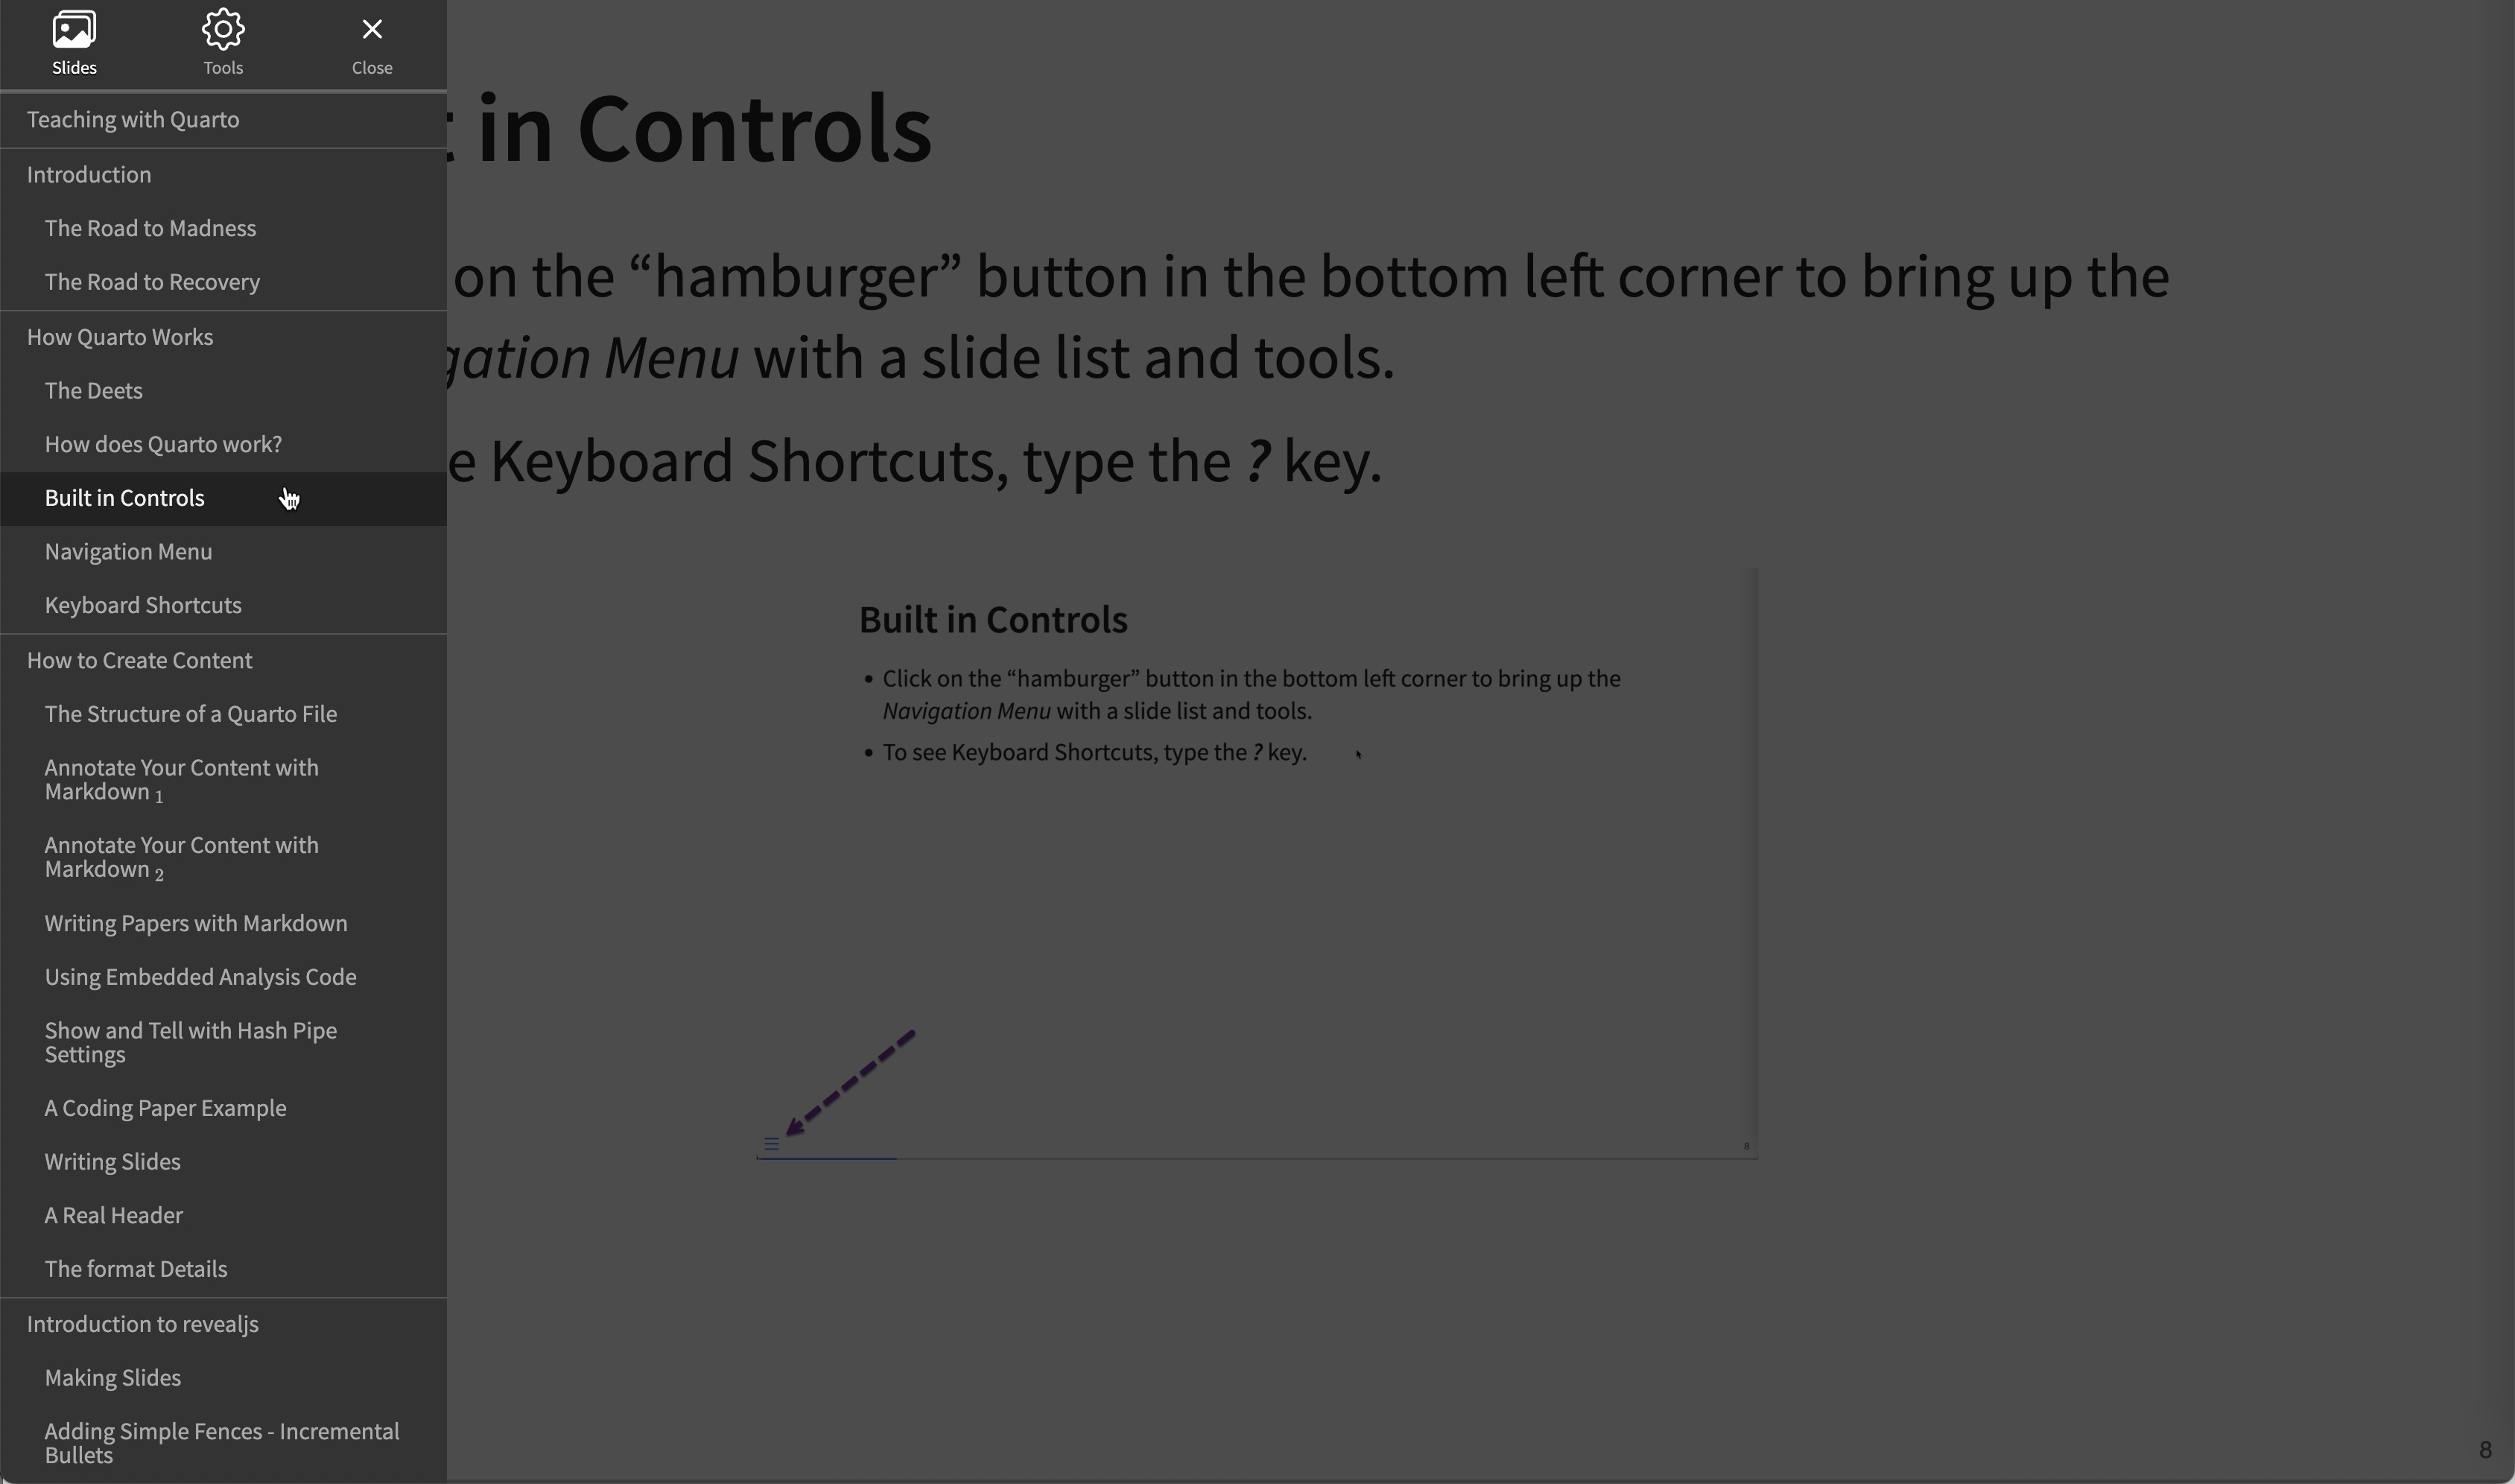 Slides
Tools
Close
Teaching with Quarto
Introduction
The Road to Madness
The Road to Recovery
How Quarto Works
The Deets
How does Quarto work?
Built in Controls
Navigation Menu
Keyboard Shortcuts
How to Create Content
The Structure of a Quarto File
Annotate Your Content with
Markdown 1
Annotate Your Content with
Markdown 2
Writing Papers with Markdown
Using Embedded Analysis Code
Show and Tell with Hash Pipe
Settings
A Coding Paper Example
Writing Slides
A Real Header
The format Details
Introduction to revealjs
Making Slides
Adding Simple Fences - Incremental
Bullets
in Controls
on the “hamburger” button in the bottom left corner to bring up the
gation Menu with a slide list and tools.
e Keyboard Shortcuts, type the ? key.
Built in Controls
• Click on the “hamburger” button in the bottom left corner to bring up the
Navigation Menu with a slide list and tools.
• To see Keyboard Shortcuts, type the ? key.
8
8